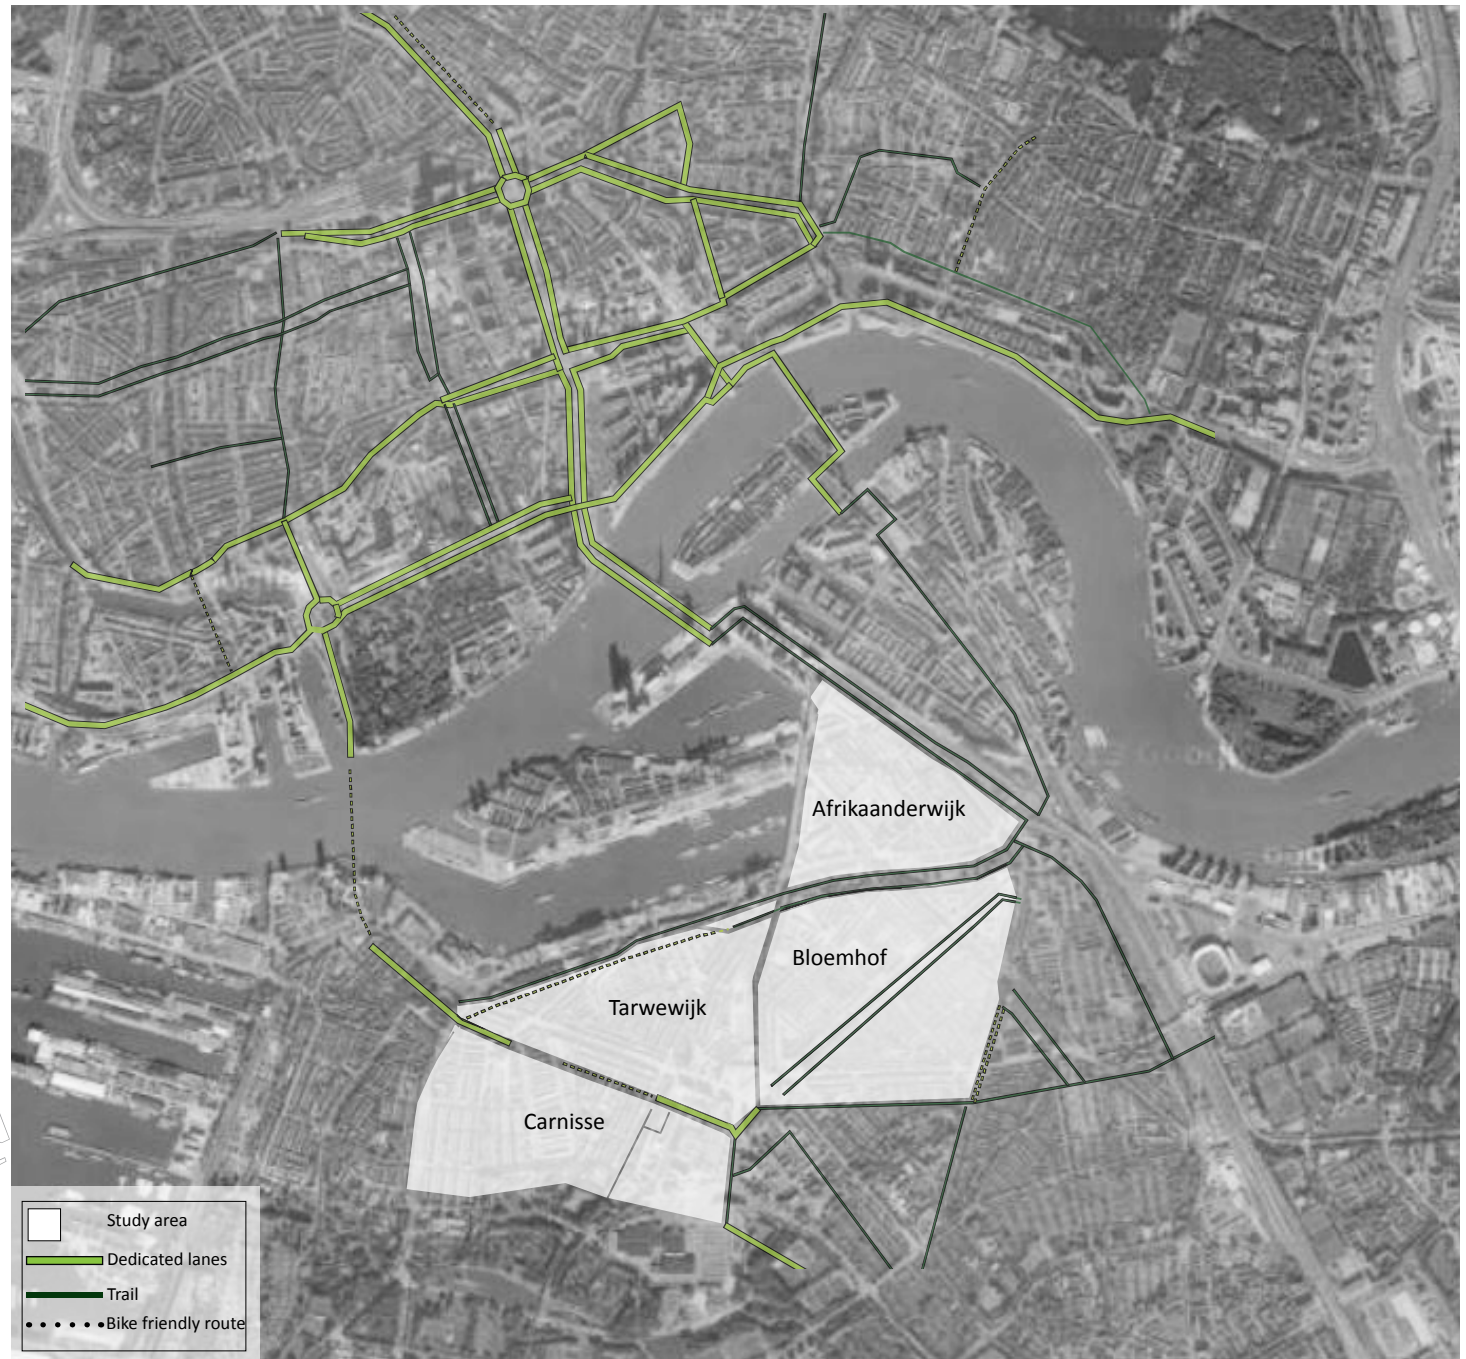 Afrikaanderwijk
Bloemhof
Tarwewijk
Carnisse
Study area
Dedicated lanes
Trail
Bike friendly route